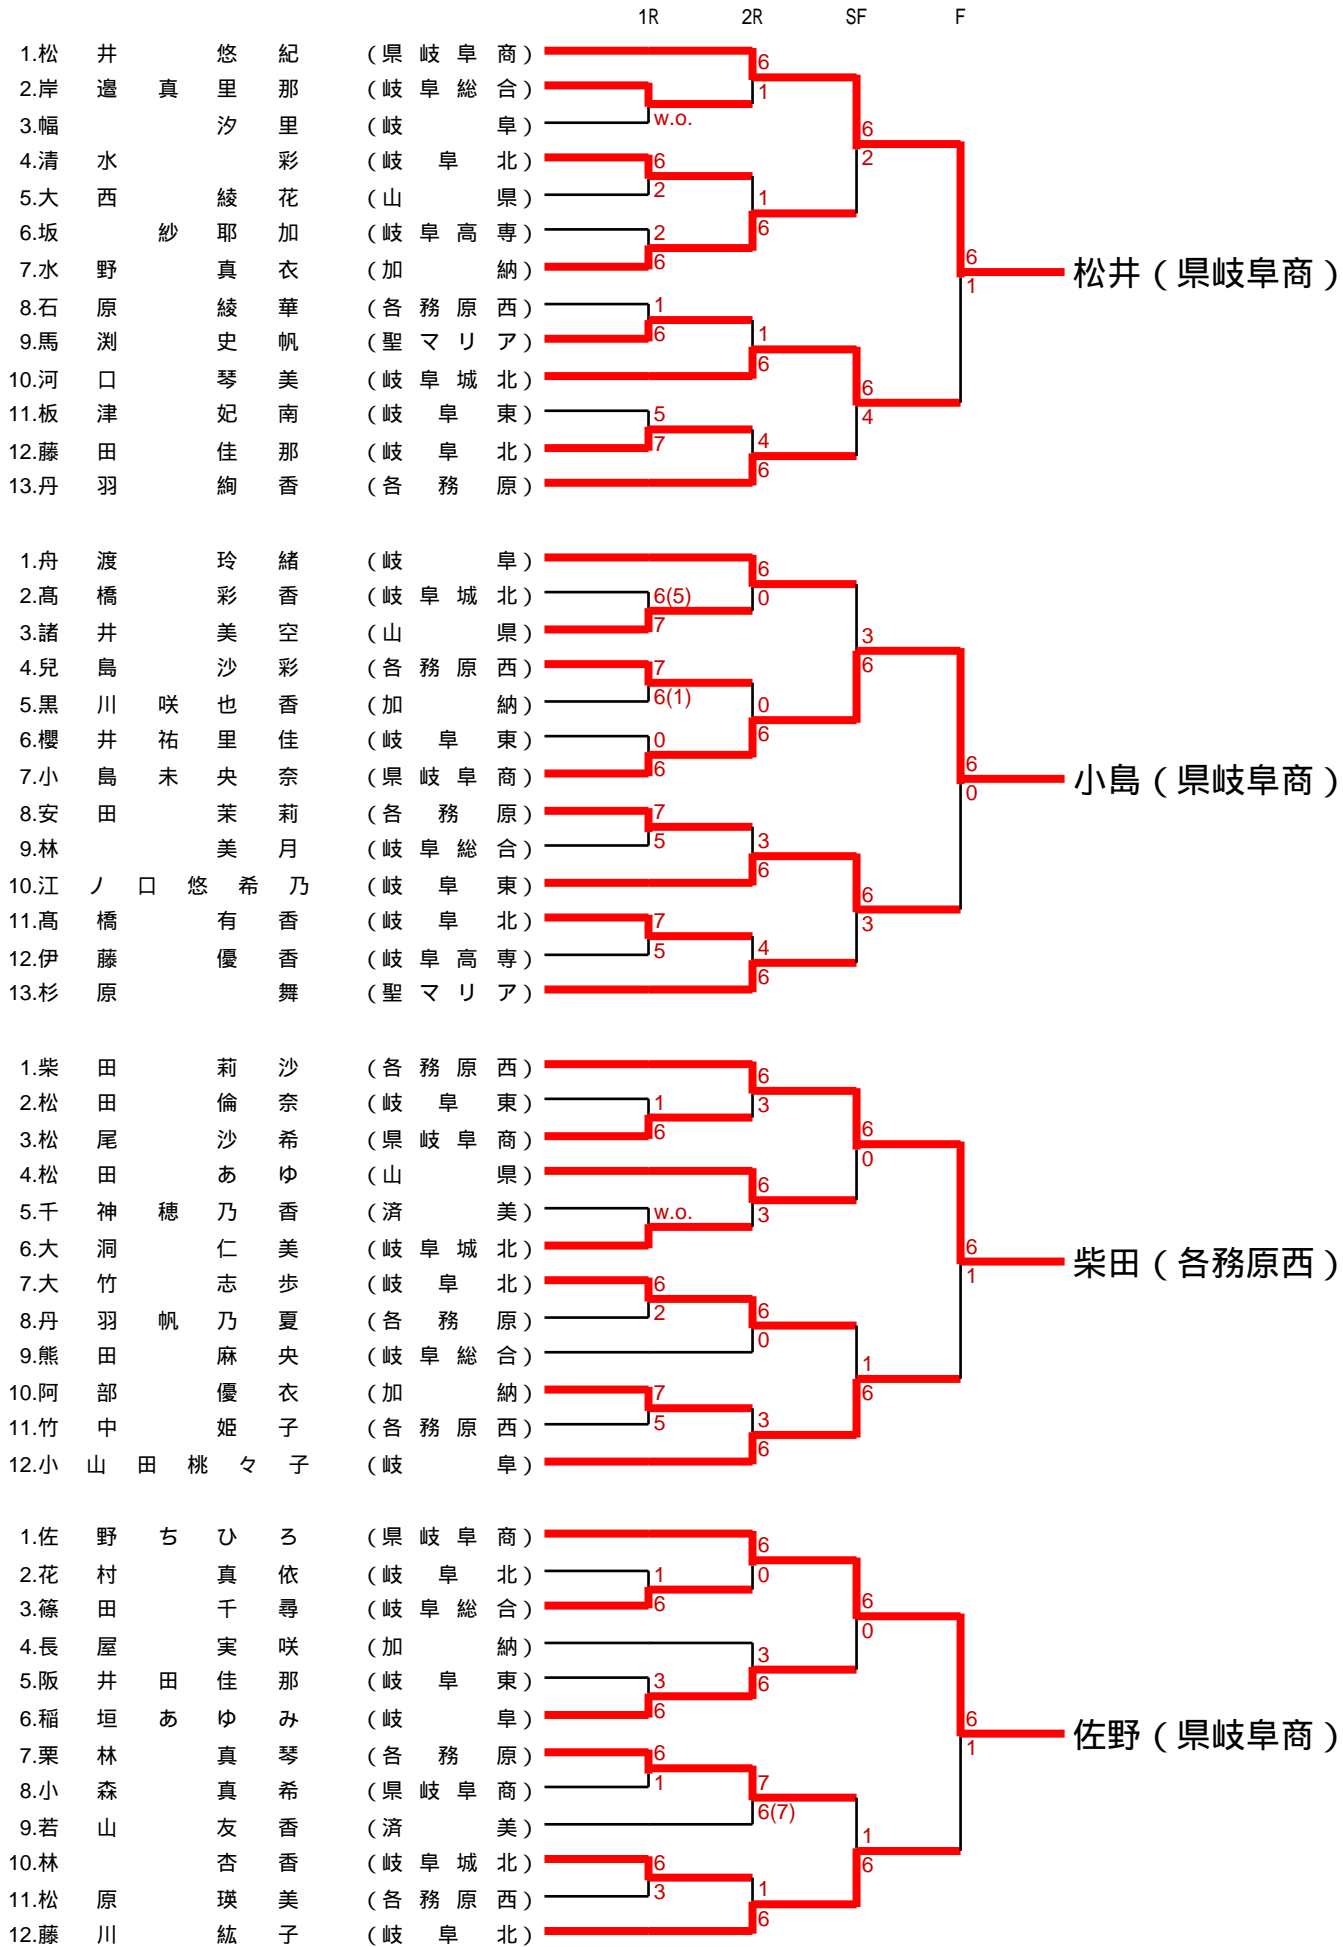 1R 2R SF F
1.松井 悠紀 (県岐阜商)
6
2.岸邉真里那 (岐阜総合)
1
3.幅 汐里 (岐阜)
w.o.
6
4.清水 彩 (岐阜北)
6
2
5.大西 綾花 (山県)
2
1
6.坂 紗耶加 (岐阜高専)
2
6
7.水野 真衣 (加納)
6
6
松井(県岐阜商)
1
8.石原 綾華 (各務原西)
1
9.馬渕 史帆 (聖マリア)
6
1
10.河口 琴美 (岐阜城北)
6
6
11.板津 妃南 (岐阜東)
5
4
12.藤田 佳那 (岐阜北)
7
4
13.丹羽 絢香 (各務原)
6
1.舟渡 玲緒 (岐阜)
6
2.髙橋 彩香 (岐阜城北)
6(5)
0
3.諸井 美空 (山県)
7
3
4.兒島 沙彩 (各務原西)
7
6
5.黒川咲也香 (加納)
6(1)
0
6.櫻井祐里佳 (岐阜東)
0
6
7.小島未央奈 (県岐阜商)
6
6
小島(県岐阜商)
0
8.安田 茉莉 (各務原)
7
9.林 美月 (岐阜総合)
5
3
10.江ノ口悠希乃 (岐阜東)
6
6
11.髙橋 有香 (岐阜北)
7
3
12.伊藤 優香 (岐阜高専)
5
4
13.杉原 舞 (聖マリア)
6
1.柴田 莉沙 (各務原西)
6
2.松田 倫奈 (岐阜東)
1
3
3.松尾 沙希 (県岐阜商)
6
6
4.松田 あゆ (山県)
6
0
5.千神穂乃香 (済美)
w.o.
3
6.大洞 仁美 (岐阜城北)
6
柴田(各務原西)
1
7.大竹 志歩 (岐阜北)
6
8.丹羽帆乃夏 (各務原)
2
6
9.熊田 麻央 (岐阜総合)
0
1
10.阿部 優衣 (加納)
7
6
11.竹中 姫子 (各務原西)
5
3
12.小山田桃々子 (岐阜)
6
1.佐野ちひろ (県岐阜商)
6
2.花村 真依 (岐阜北)
1
0
3.篠田 千尋 (岐阜総合)
6
6
4.長屋 実咲 (加納)
3
0
5.阪井田佳那 (岐阜東)
3
6
6.稲垣あゆみ (岐阜)
6
6
佐野(県岐阜商)
1
7.栗林 真琴 (各務原)
6
8.小森 真希 (県岐阜商)
1
7
9.若山 友香 (済美)
6(7)
1
10.林 杏香 (岐阜城北)
6
6
11.松原 瑛美 (各務原西)
3
1
12.藤川 紘子 (岐阜北)
6